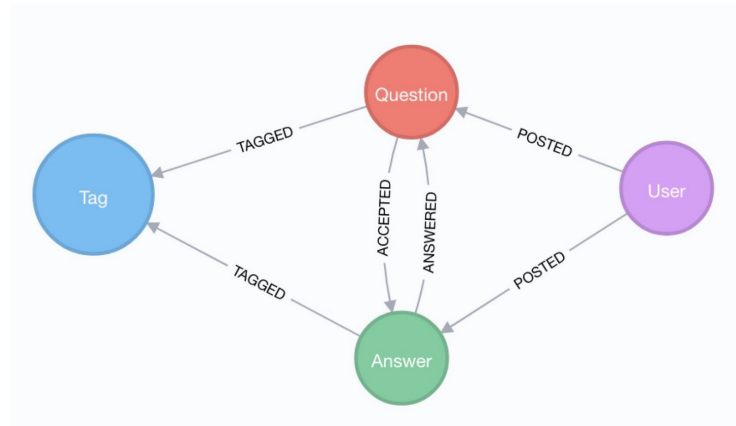 Question
TAGGED
POSTED
Tag
User
ACCEPTED
ANSWERED
TAGGED
POSTED
Answer